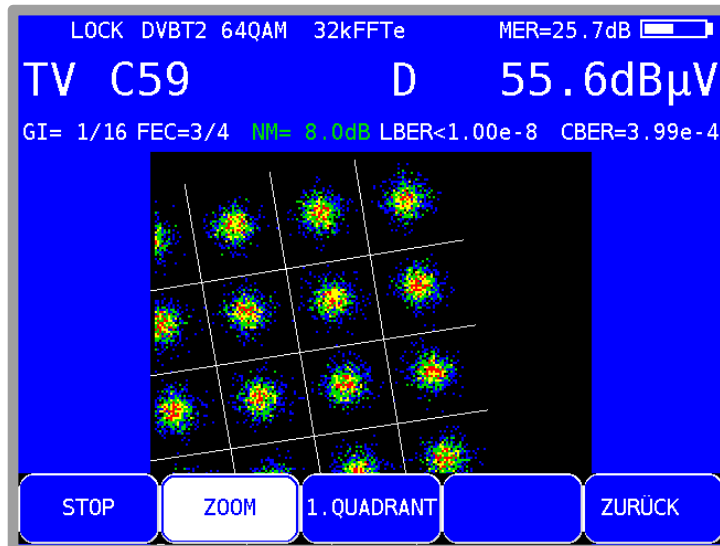 LOCK DVBT2 64QAM 32kFFTe MER=25.7dB
TV C59 D 55.6dBµV
GI= 1/16 FEC=3/4 NM= 8.0dB LBER<1.00e-8 CBER=3.99e-4
STOP ZOOM 1.QUADRANT ZURÜCK